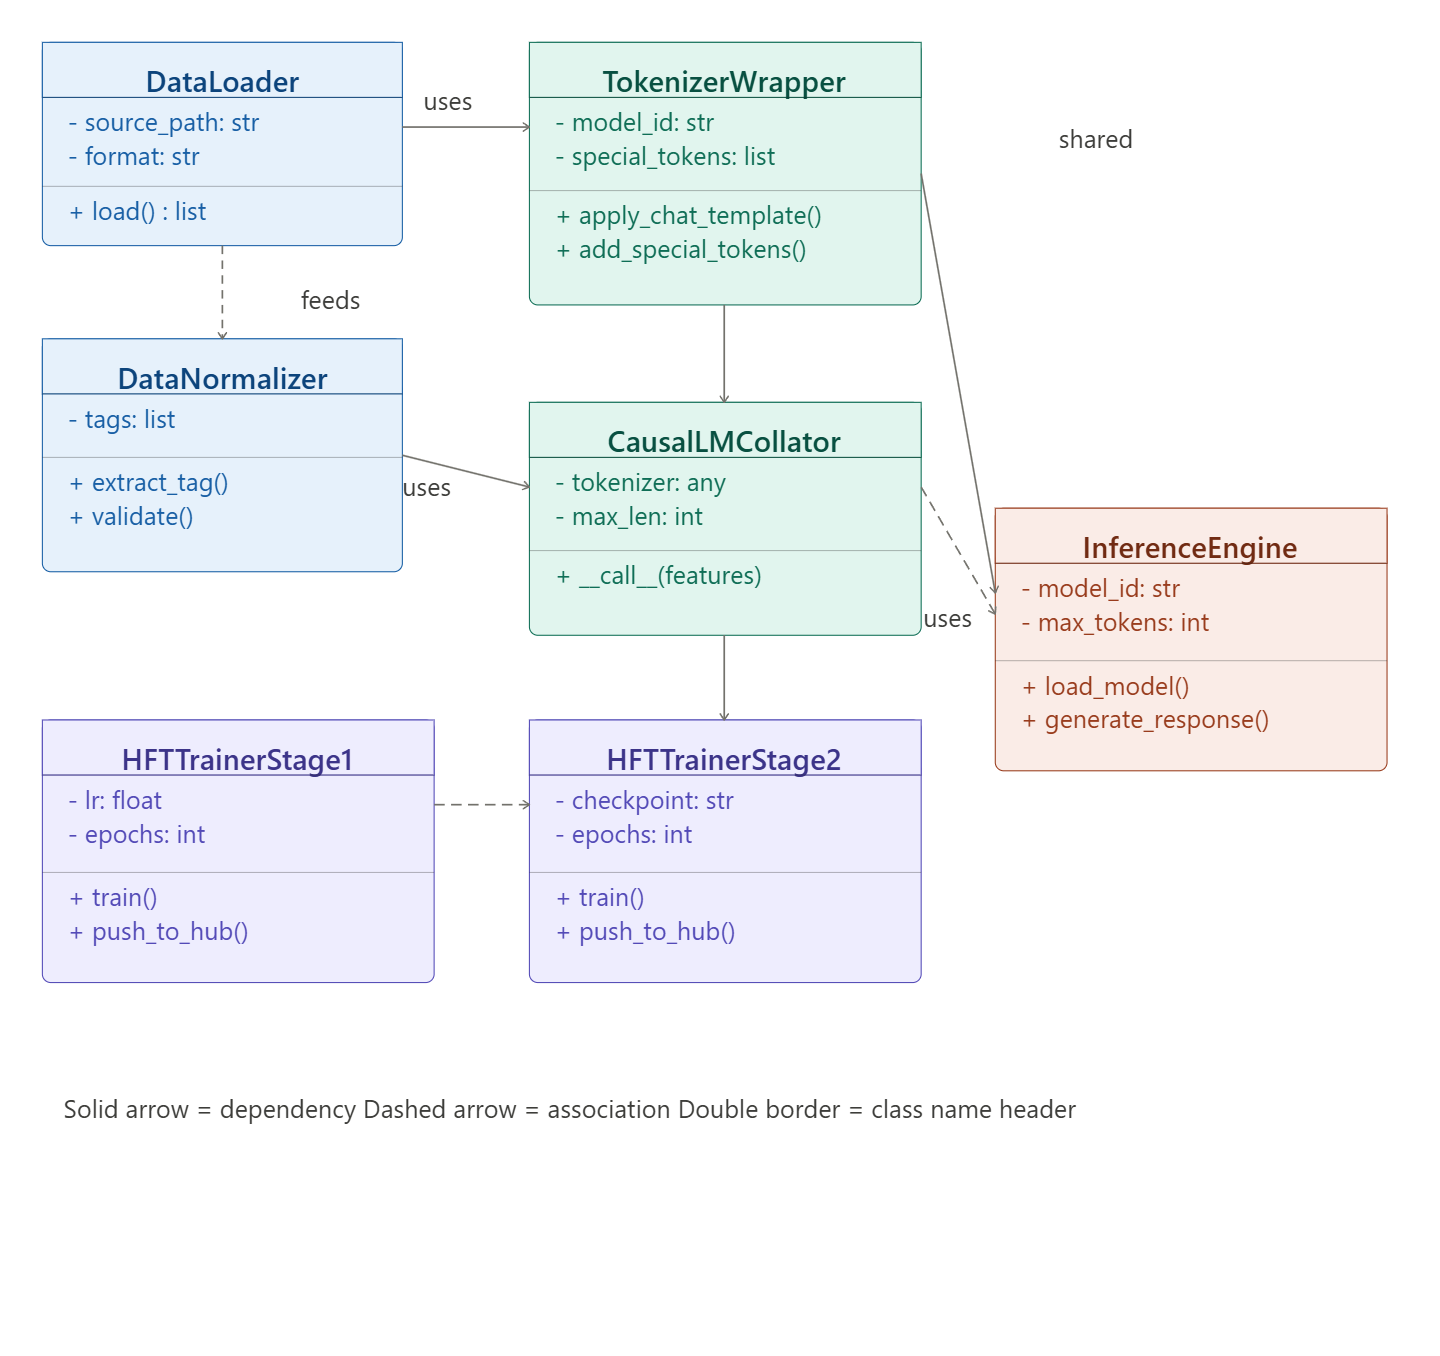 DataLoader
- source_path: str
- format: str
+ load() : list
uses
TokenizerWrapper
- model_id: str
- special_tokens: list
+ apply_chat_template()
+ add_special_tokens()
shared
feeds
DataNormalizer
- tags: list
+ extract_tag()
+ validate()
uses
CausalLMCollator
- tokenizer: any
- max_len: int
+ __call__(features)
uses
InferenceEngine
- model_id: str
- max_tokens: int
+ load_model()
+ generate_response()
HFTTrainerStage1
- lr: float
- epochs: int
+ train()
+ push_to_hub()
HFTTrainerStage2
- checkpoint: str
- epochs: int
+ train()
+ push_to_hub()
Solid arrow = dependency Dashed arrow = association Double border = class name header